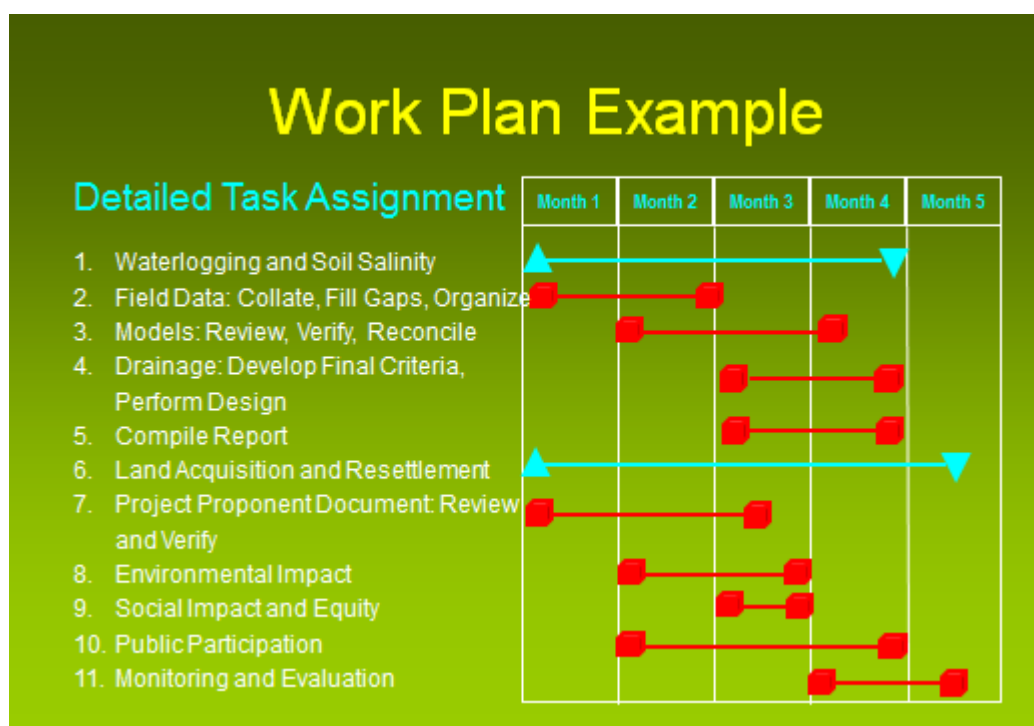 Work Plan Example
Detailed Task Assignment
Month 1 Month 2 Month 3 Month 4 Month 5
1. Waterlogging and Soil Salinity
2. Field Data: Collate, Fill Gaps, Organize
3. Models: Review, Verify, Reconcile
4. Drainage: Develop Final Criteria,
Perform Design
5. Compile Report
6. Land Acquisition and Resettlement
7. Project Proponent Document: Review
and Verify
8. Environmental Impact
9. Social Impact and Equity
10. Public Participation
11. Monitoring and Evaluation